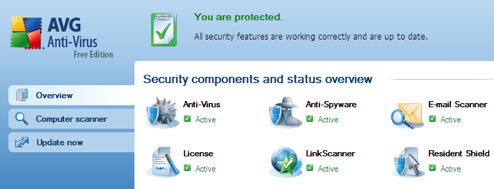 AVG
Anti-Virus
Free Edition
You are protected.
All security features are working correctly and are up to date.
Overview
Computer scanner
Update now
Security components and status overview
Anti-Virus
Active
Anti-Spyware
Active
E-mail Scanner
Active
License
Active
LinkScanner
Active
Resident Shield
Active